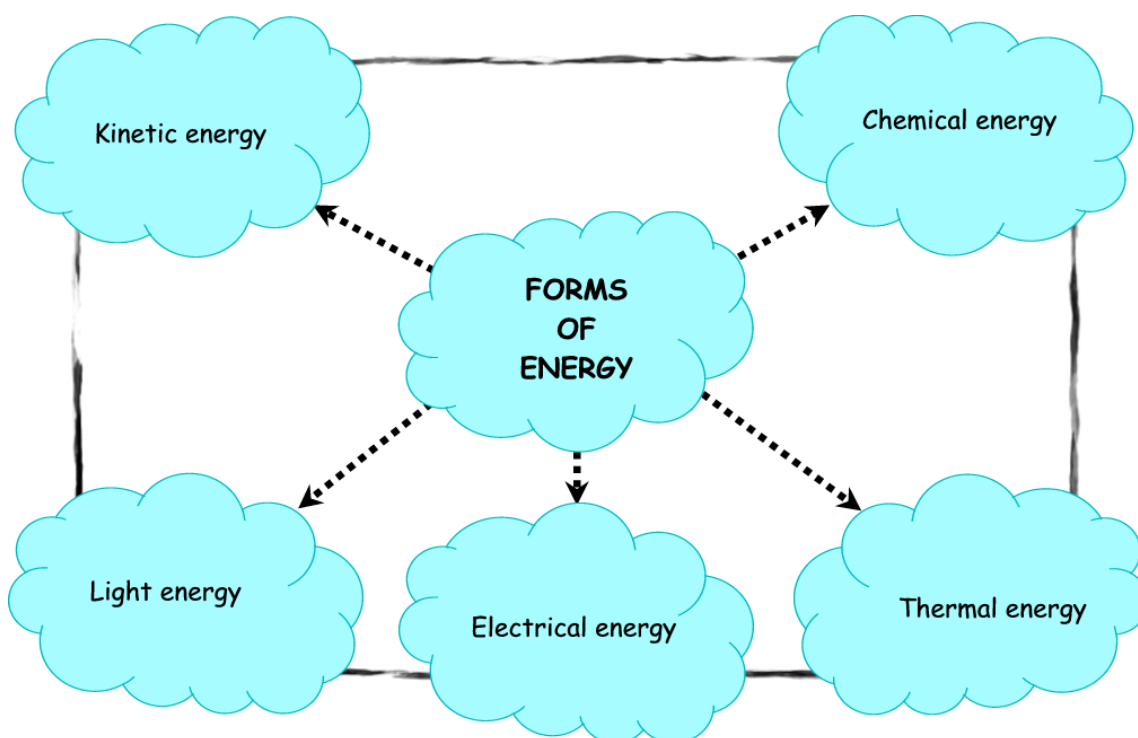 Kinetic energy
Chemical energy
FORMS
OF
ENERGY
Light energy
Electrical energy
Thermal energy